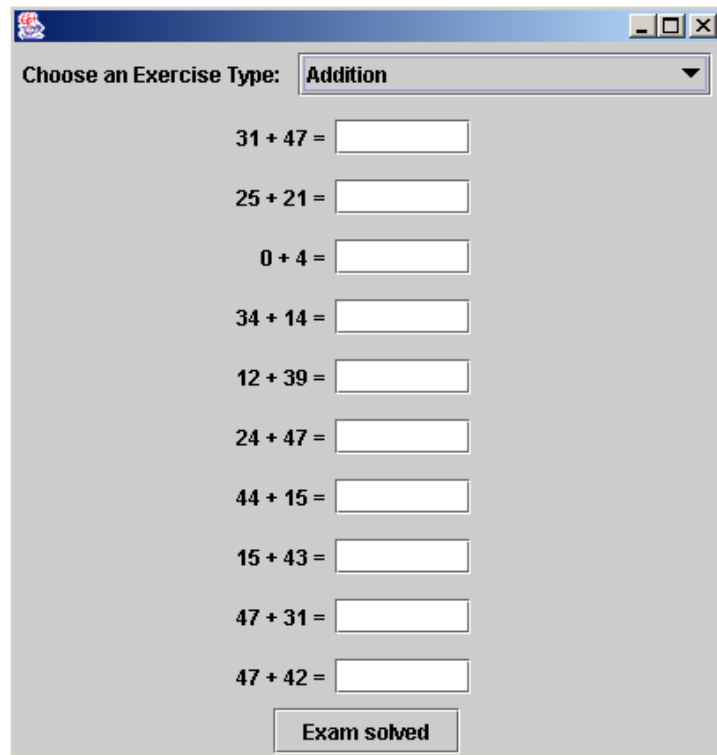 Choose an Exercise Type: Addition
31 + 47 =
25 + 21 =
0 + 4 =
34 + 14 =
12 + 39 =
24 + 47 =
44 + 15 =
15 + 43 =
47 + 31 =
47 + 42 =
Exam solved